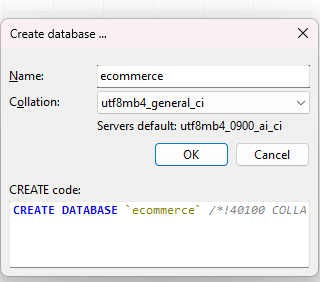 Create database ...
Name:
ecommerce
Collation:
utf8mb4_general_ci
Servers default: utf8mb4_0900_ai_ci
OK
Cancel
CREATE code:
CREATE DATABASE `ecommerce` /*!40100 COLLA